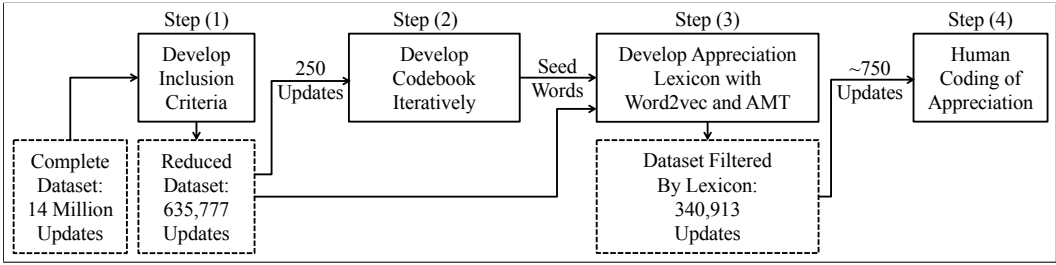 Step (1)
Develop
Inclusion
Criteria
Complete
Dataset:
14 Million
Updates
Reduced
Dataset:
635,777
Updates
250
Updates
Step (2)
Develop
Codebook
Iteratively
Seed
Words
Step (3)
Develop Appreciation
Lexicon with
Word2vec and AMT
Dataset Filtered
By Lexicon:
340,913
Updates
~750
Updates
Step (4)
Human
Coding of
Appreciation